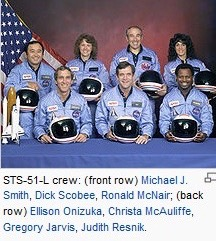 STS-51-L crew: (front row) Michael J.
Smith, Dick Scobee, Ronald McNair; (back
row) Ellison Onizuka, Christa McAuliffe,
Gregory Jarvis, Judith Resnik.